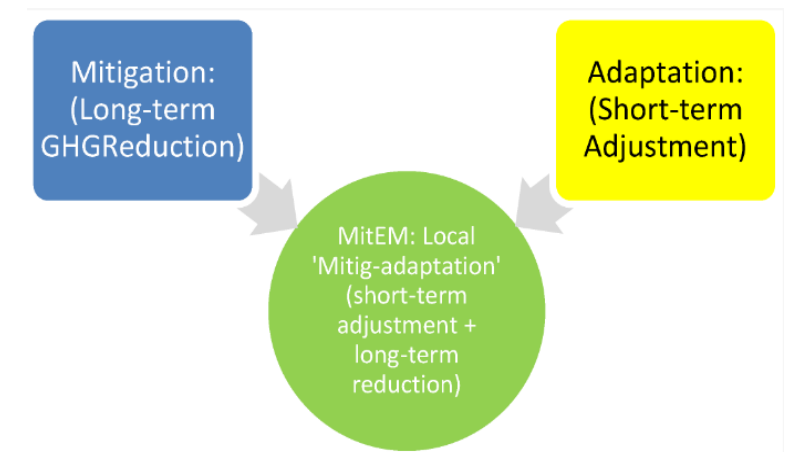 Mitigation:
(Long-term
GHGReduction)
Adaptation:
(Short-term
Adjustment)
MitEM: Local
'Mitig-adaptation'
(short-term
adjustment +
long-term
reduction)